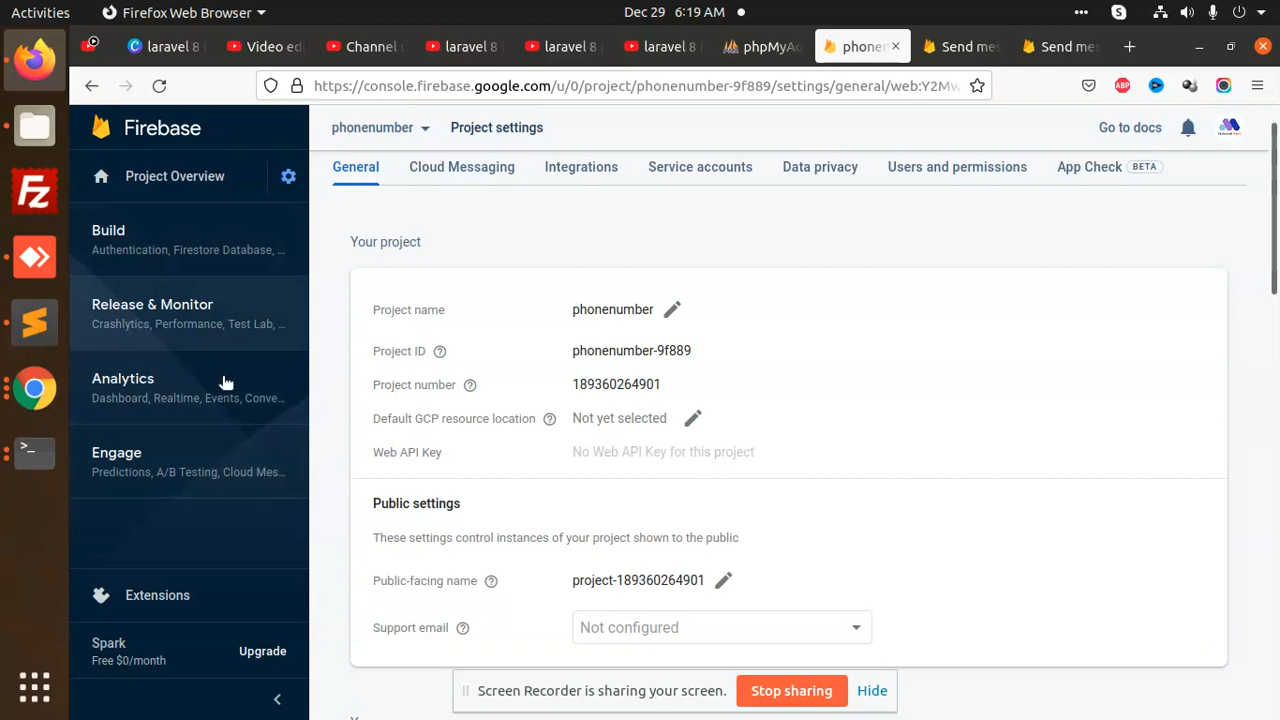 Activities
Firefox Web Browser
Dec 29 6:19 AM
laravel 8
Video ed
Channel c
laravel 8
laravel 8
laravel 8
phpMyAd
phonen
Send mes
Send mes
https://console.firebase.google.com/u/0/project/phonenumber-9f889/settings/general/web:Y2Mw
ABP
Firebase
phonenumber
Project settings
Go to docs
Project Overview
General
Cloud Messaging
Integrations
Service accounts
Data privacy
Users and permissions
App Check
BETA
Build
Authentication, Firestore Database, ...
Release & Monitor
Crashlytics, Performance, Test Lab, ...
Analytics
Dashboard, Realtime, Events, Conve...
Engage
Predictions, A/B Testing, Cloud Mes...
Extensions
Spark
Free $0/month
Upgrade
Your project
Project name
phonenumber
Project ID
phonenumber-9f889
Project number
189360264901
Default GCP resource location
Not yet selected
Web API Key
No Web API Key for this project
Public settings
These settings control instances of your project shown to the public
Public-facing name
project-189360264901
Support email
Not configured
Screen Recorder is sharing your screen.
Stop sharing
Hide